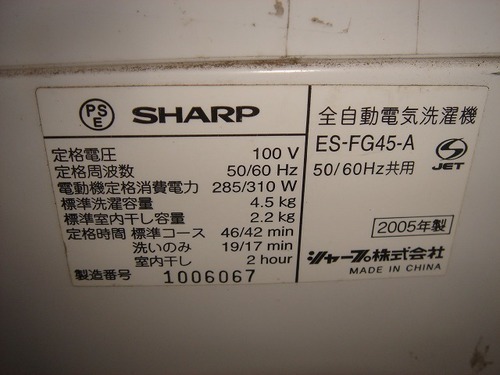 PSE SHARP
定格電圧 100 V
定格周波数 50/60 Hz
電動機定格消費電力 285/310 W
標準洗濯容量 4.5 kg
標準室内干し容量 2.2 kg
定格時間 標準コース 46/42 min
洗いのみ 19/17 min
室内干し 2 hour
製造番号 1006067
全自動電気洗濯機
ES-FG45-A
50/60Hz共用
JET
2005年製
シャープ株式会社
MADE IN CHINA